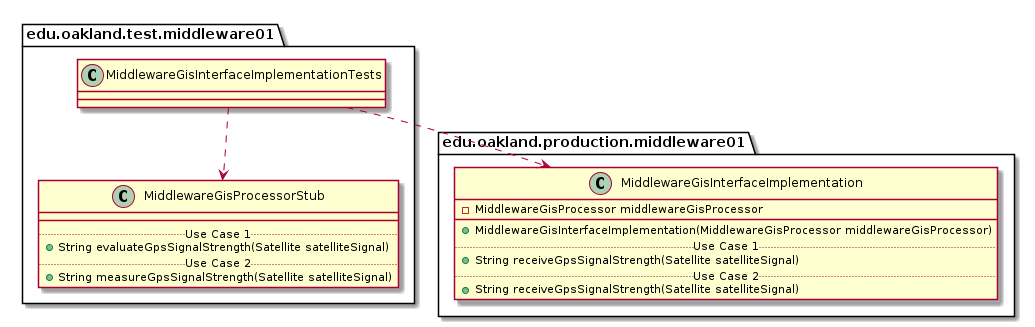 edu.oakland.test.middleware01
C MiddlewareGisInterfaceImplementationTests
C MiddlewareGisProcessorStub
Use Case 1
String evaluateGpsSignalStrength(Satellite satelliteSignal)
Use Case 2
String measureGpsSignalStrength(Satellite satelliteSignal)
edu.oakland.production.middleware01
C MiddlewareGisInterfaceImplementation
MiddlewareGisProcessor middlewareGisProcessor
MiddlewareGisInterfaceImplementation(MiddlewareGisProcessor middlewareGisProcessor)
Use Case 1
String receiveGpsSignalStrength(Satellite satelliteSignal)
Use Case 2
String receiveGpsSignalStrength(Satellite satelliteSignal)